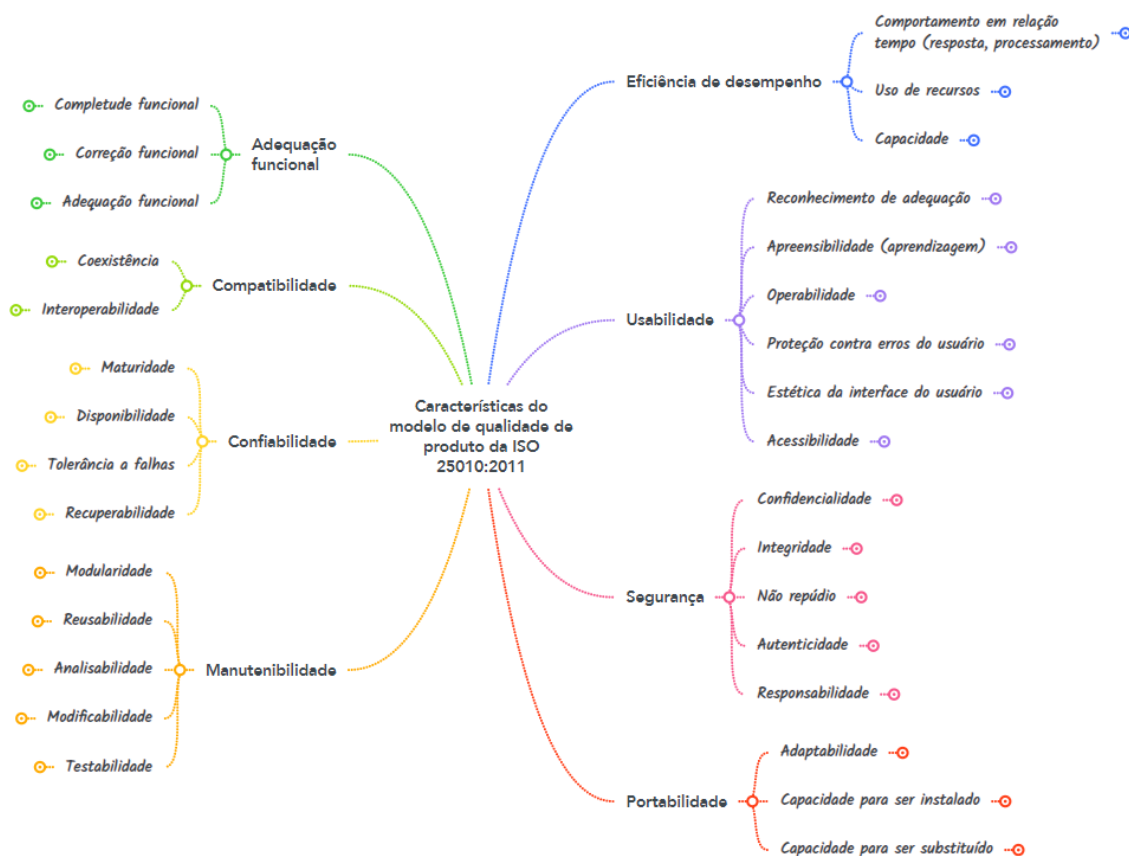 Características do
modelo de qualidade de
produto da ISO
25010:2011
Adequação
funcional
Completude funcional
Correção funcional
Adequação funcional
Compatibilidade
Coexistência
Interoperabilidade
Confiabilidade
Maturidade
Disponibilidade
Tolerância a falhas
Recuperabilidade
Manutenibilidade
Modularidade
Reusabilidade
Analisabilidade
Modificabilidade
Testabilidade
Eficiência de desempenho
Comportamento em relação
tempo (resposta, processamento)
Uso de recursos
Capacidade
Usabilidade
Reconhecimento de adequação
Apreensibilidade (aprendizagem)
Operabilidade
Proteção contra erros do usuário
Estética da interface do usuário
Acessibilidade
Segurança
Confidencialidade
Integridade
Não repúdio
Autenticidade
Responsabilidade
Portabilidade
Adaptabilidade
Capacidade para ser instalado
Capacidade para ser substituído